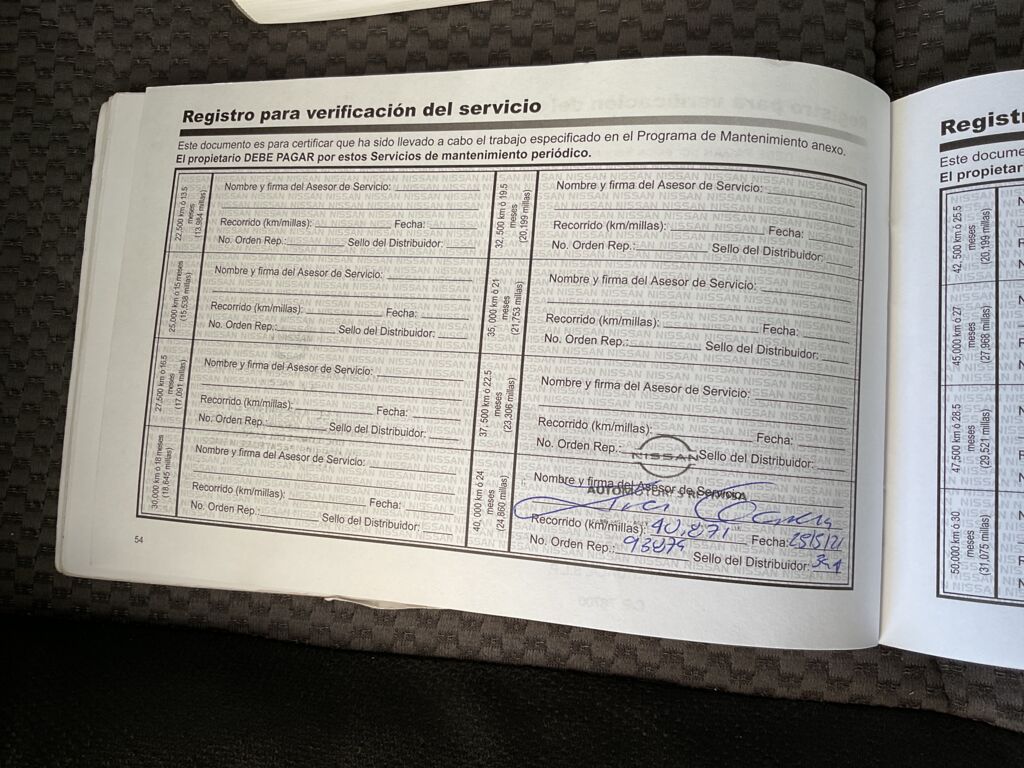 Registro para verificación del servicio
Este documento es para certificar que ha sido llevado a cabo el trabajo especificado en el Programa de Mantenimiento anexo.
El propietario DEBE PAGAR por estos Servicios de mantenimiento periódico.
22,500 km ó 13.5
meses
(13,984 millas)
Nombre y firma del Asesor de Servicio:
Recorrido (km/millas): Fecha:
No. Orden Rep.: Sello del Distribuidor:
25,000 km ó 15 meses
(15,538 millas)
Nombre y firma del Asesor de Servicio:
Recorrido (km/millas): Fecha:
No. Orden Rep.: Sello del Distribuidor:
27,500 km ó 16.5
meses
(17,091 millas)
Nombre y firma del Asesor de Servicio:
Recorrido (km/millas): Fecha:
No. Orden Rep.: Sello del Distribuidor:
30,000 km ó 18 meses
(18,645 millas)
Nombre y firma del Asesor de Servicio:
Recorrido (km/millas): Fecha:
No. Orden Rep.: Sello del Distribuidor:
32,500 km ó 19.5
meses
(20,199 millas)
Nombre y firma del Asesor de Servicio:
Recorrido (km/millas): Fecha:
No. Orden Rep.: Sello del Distribuidor:
35,000 km ó 21
meses
(21,753 millas)
Nombre y firma del Asesor de Servicio:
Recorrido (km/millas): Fecha:
No. Orden Rep.: Sello del Distribuidor:
37,500 km ó 22.5
meses
(23,306 millas)
Nombre y firma del Asesor de Servicio:
Recorrido (km/millas): Fecha:
No. Orden Rep.: Sello del Distribuidor:
NISSAN
40,000 km ó 24
meses
(24,860 millas)
Nombre y firma del Asesor de Servicio:
Recorrido (km/millas): 40,871 Fecha:
No. Orden Rep.: 93879 Sello del Distribuidor:
54
Registr
Este docume
El propietar
42,500 km ó 25.5
meses
(20,199 millas)
45,000 km ó 27
meses
(27,968 millas)
47,500 km ó 28.5
meses
(29,521 millas)
50,000 km ó 30
meses
(31,075 millas)